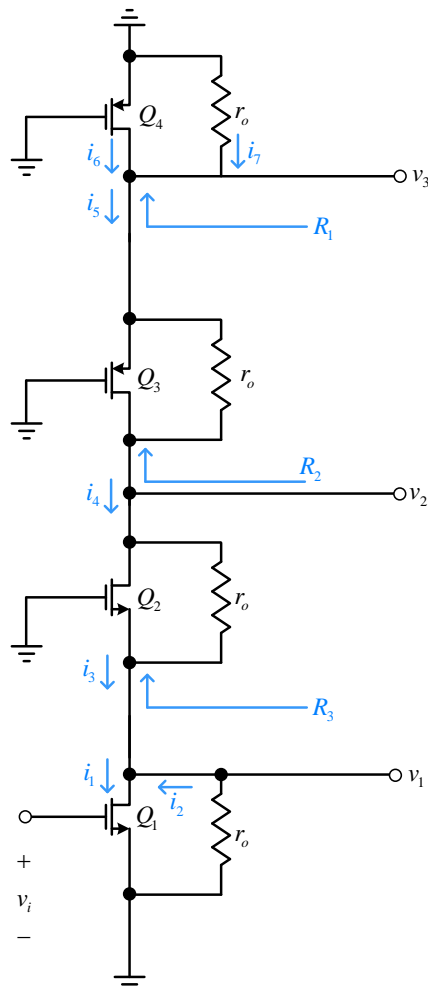 Q₄
rₒ
i₆
i₇
v₃
i₅
R₁
Q₃
rₒ
R₂
i₄
v₂
Q₂
rₒ
i₃
R₃
i₁
v₁
i₂
Q₁
rₒ
+
vᵢ
−